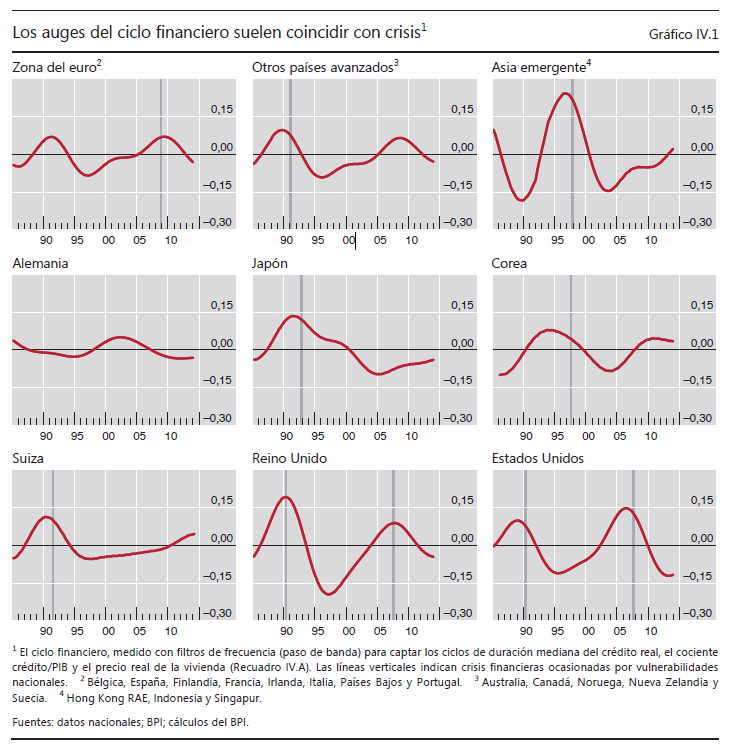 Los auges del ciclo financiero suelen coincidir con crisis¹
Gráfico IV.1
Zona del euro²
Otros países avanzados³
Asia emergente⁴
0,15
0,00
–0,15
–0,30
90 95 00 05 10
0,15
0,00
–0,15
–0,30
90 95 00 05 10
0,15
0,00
–0,15
–0,30
90 95 00 05 10
Alemania
Japón
Corea
0,15
0,00
–0,15
–0,30
90 95 00 05 10
0,15
0,00
–0,15
–0,30
90 95 00 05 10
0,15
0,00
–0,15
–0,30
90 95 00 05 10
Suiza
Reino Unido
Estados Unidos
0,15
0,00
–0,15
–0,30
90 95 00 05 10
0,15
0,00
–0,15
–0,30
90 95 00 05 10
0,15
0,00
–0,15
–0,30
90 95 00 05 10
¹ El ciclo financiero, medido con filtros de frecuencia (paso de banda) para captar los ciclos de duración mediana del crédito real, el cociente
crédito/PIB y el precio real de la vivienda (Recuadro IV.A). Las líneas verticales indican crisis financieras ocasionadas por vulnerabilidades
nacionales. ² Bélgica, España, Finlandia, Francia, Irlanda, Italia, Países Bajos y Portugal. ³ Australia, Canadá, Noruega, Nueva Zelandia y
Suecia. ⁴ Hong Kong RAE, Indonesia y Singapur.
Fuentes: datos nacionales; BPI; cálculos del BPI.